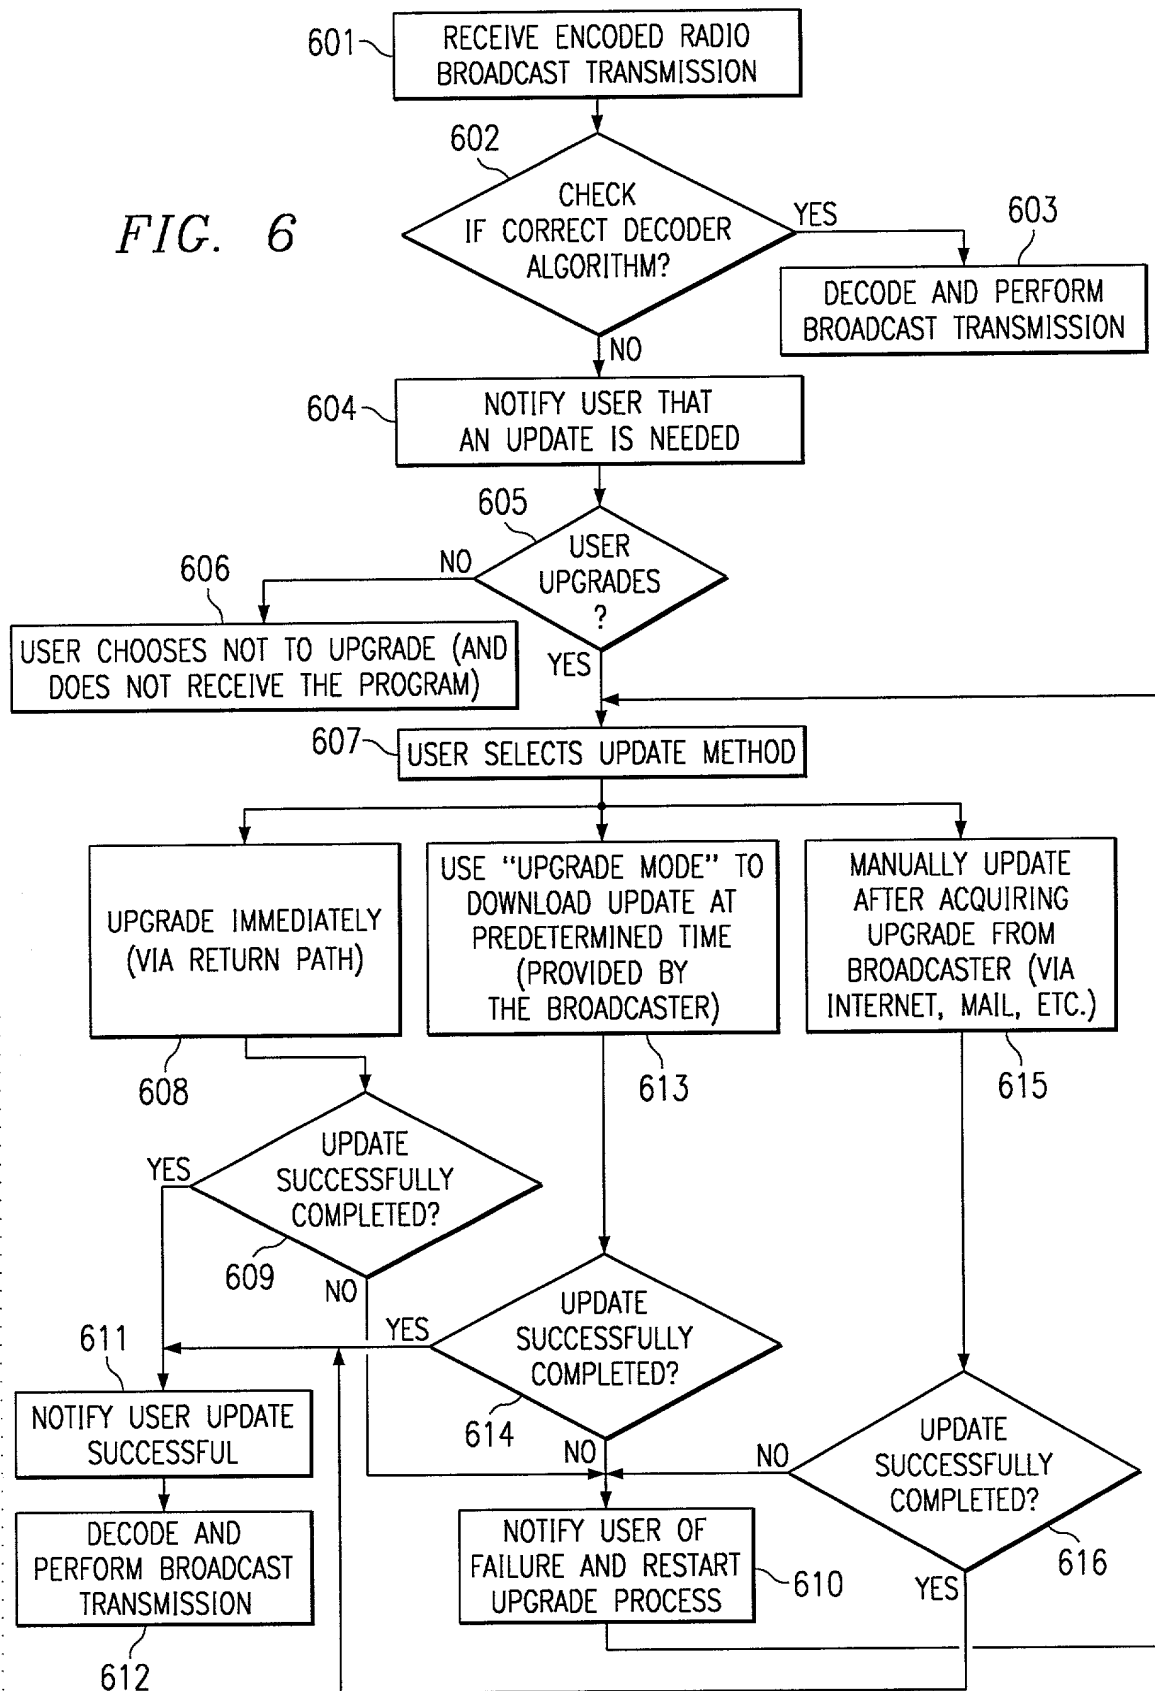 601
RECEIVE ENCODED RADIO
BROADCAST TRANSMISSION
602
FIG. 6
CHECK
IF CORRECT DECODER
ALGORITHM?
YES
603
DECODE AND PERFORM
BROADCAST TRANSMISSION
NO
604
NOTIFY USER THAT
AN UPDATE IS NEEDED
605
USER
UPGRADES
?
NO
606
USER CHOOSES NOT TO UPGRADE (AND
DOES NOT RECEIVE THE PROGRAM)
YES
607
USER SELECTS UPDATE METHOD
UPGRADE IMMEDIATELY
(VIA RETURN PATH)
608
USE "UPGRADE MODE" TO
DOWNLOAD UPDATE AT
PREDETERMINED TIME
(PROVIDED BY
THE BROADCASTER)
613
MANUALLY UPDATE
AFTER ACQUIRING
UPGRADE FROM
BROADCASTER (VIA
INTERNET, MAIL, ETC.)
615
UPDATE
SUCCESSFULLY
COMPLETED?
YES
609
NO
UPDATE
SUCCESSFULLY
COMPLETED?
YES
614
NO
611
NOTIFY USER UPDATE
SUCCESSFUL
UPDATE
SUCCESSFULLY
COMPLETED?
NO
616
YES
DECODE AND
PERFORM BROADCAST
TRANSMISSION
612
NOTIFY USER OF
FAILURE AND RESTART
UPGRADE PROCESS
610